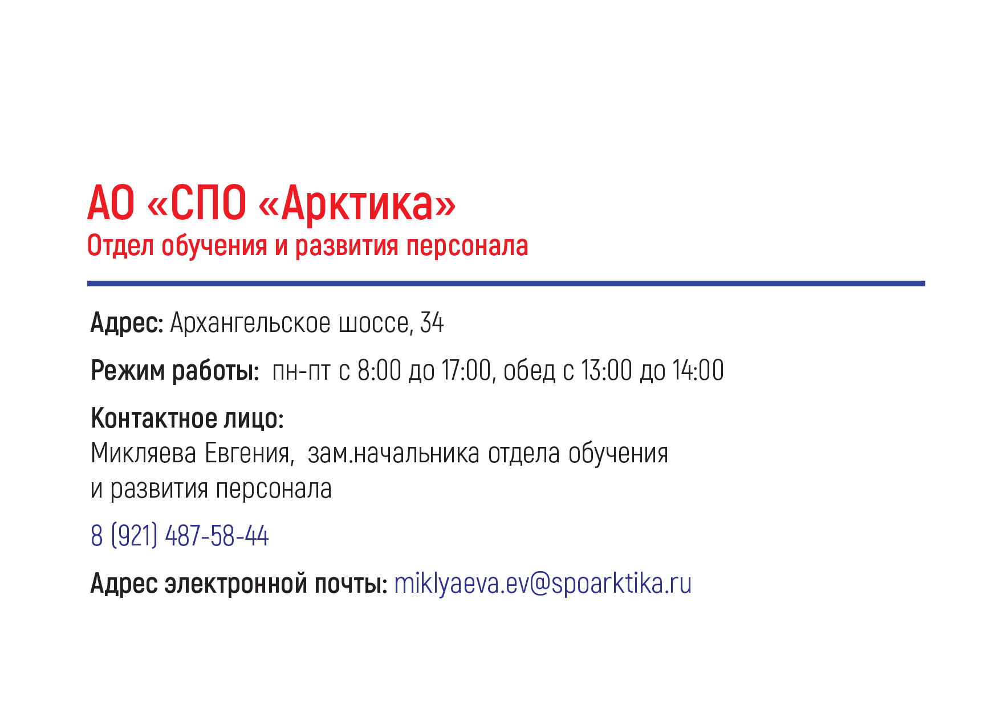 АО «СПО «Арктика»
Отдел обучения и развития персонала
Адрес: Архангельское шоссе, 34
Режим работы: пн-пт с 8:00 до 17:00, обед с 13:00 до 14:00
Контактное лицо:
Микляева Евгения, зам.начальника отдела обучения
и развития персонала
8 (921) 487-58-44
Адрес электронной почты: miklyaeva.ev@spoarktika.ru